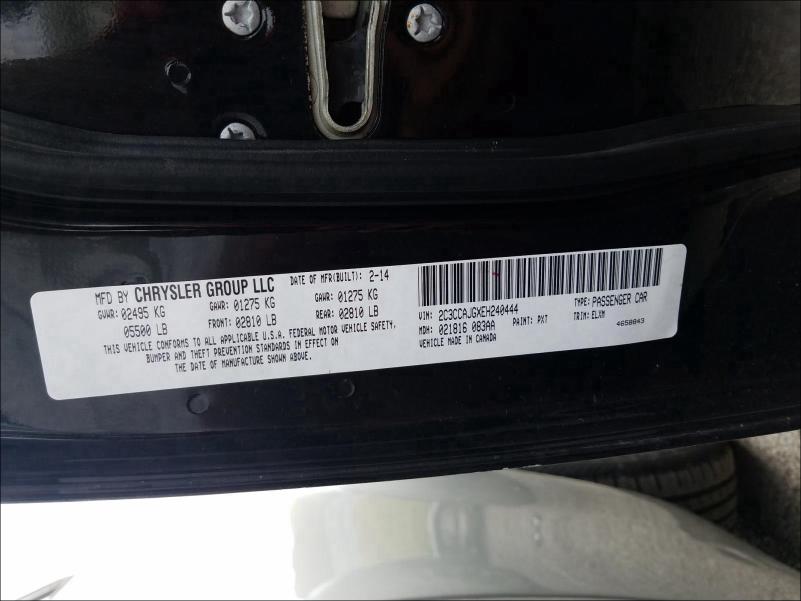 MFD BY CHRYSLER GROUP LLC
DATE OF MFR(BUILT): 2-14
GVWR: 02495 KG GAWR: 01275 KG GAWR: 01275 KG
05500 LB FRONT: 02810 LB REAR: 02810 LB
THIS VEHICLE CONFORMS TO ALL APPLICABLE U.S.A. FEDERAL MOTOR VEHICLE SAFETY,
BUMPER AND THEFT PREVENTION STANDARDS IN EFFECT ON
THE DATE OF MANUFACTURE SHOWN ABOVE.
VIN: 2C3CCAJGXEH240444 TYPE: PASSENGER CAR
MDH: 021816 083AA PAINT: PXT TRIM: ELXM
VEHICLE MADE IN CANADA 4658843